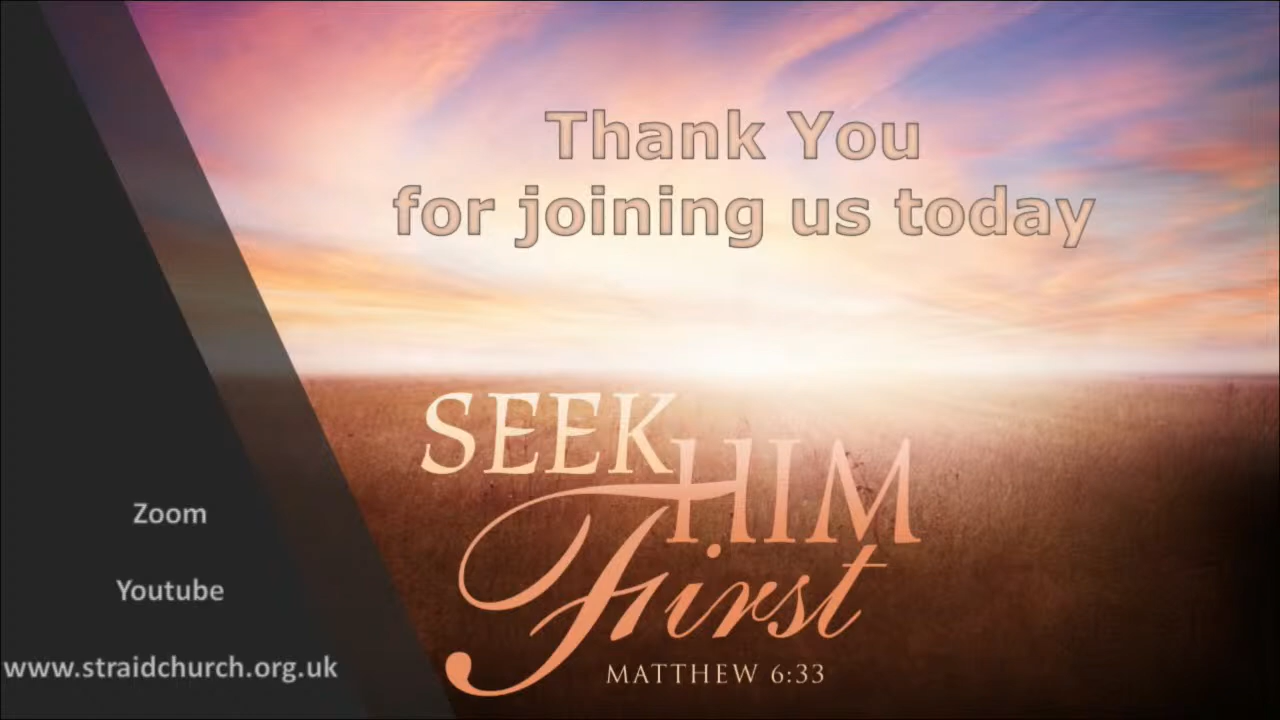 Thank You
for joining us today
SEEK
HIM
First
MATTHEW 6:33
Zoom
Youtube
www.straidchurch.org.uk